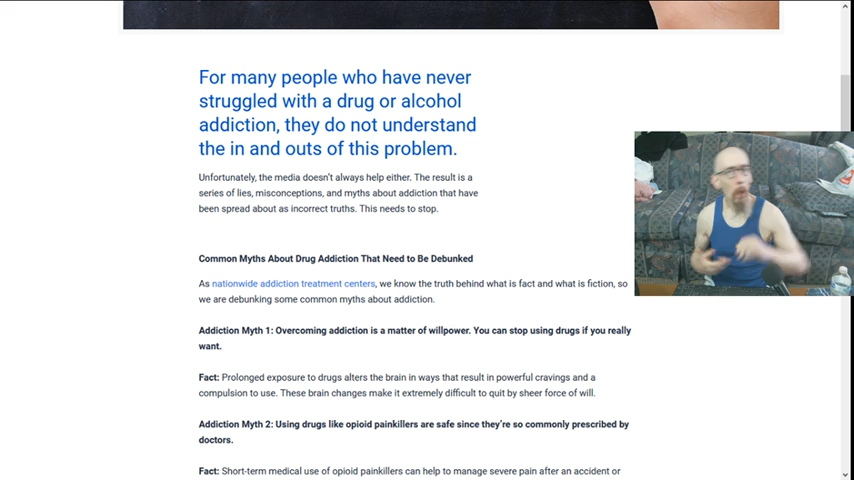 For many people who have never
struggled with a drug or alcohol
addiction, they do not understand
the in and outs of this problem.
Unfortunately, the media doesn't always help either. The result is a
series of lies, misconceptions, and myths about addiction that have
been spread about as incorrect truths. This needs to stop.
Common Myths About Drug Addiction That Need to Be Debunked
As nationwide addiction treatment centers, we know the truth behind what is fact and what is fiction, so
we are debunking some common myths about addiction.
Addiction Myth 1: Overcoming addiction is a matter of willpower. You can stop using drugs if you really
want.
Fact: Prolonged exposure to drugs alters the brain in ways that result in powerful cravings and a
compulsion to use. These brain changes make it extremely difficult to quit by sheer force of will.
Addiction Myth 2: Using drugs like opioid painkillers are safe since they're so commonly prescribed by
doctors.
Fact: Short-term medical use of opioid painkillers can help to manage severe pain after an accident or